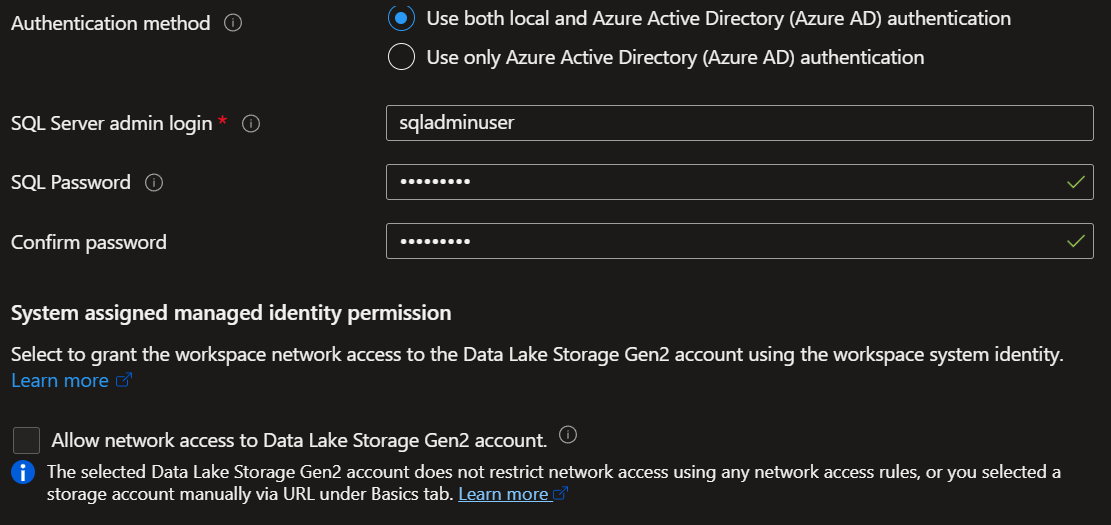 Authentication method
Use both local and Azure Active Directory (Azure AD) authentication
Use only Azure Active Directory (Azure AD) authentication
SQL Server admin login *
sqladminuser
SQL Password
•••••••••
Confirm password
•••••••••
System assigned managed identity permission
Select to grant the workspace network access to the Data Lake Storage Gen2 account using the workspace system identity.
Learn more
Allow network access to Data Lake Storage Gen2 account.
The selected Data Lake Storage Gen2 account does not restrict network access using any network access rules, or you selected a
storage account manually via URL under Basics tab. Learn more